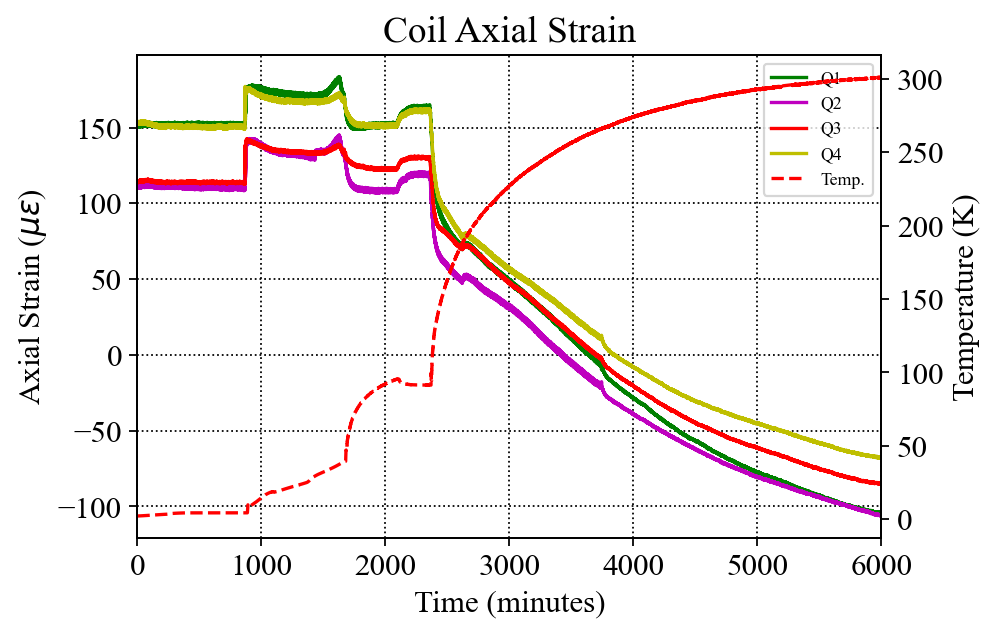 Coil Axial Strain
Axial Strain (με)
150
100
50
0
−50
−100
Q1
Q2
Q3
Q4
Temp.
300
250
200
150
100
50
0
Temperature (K)
0 1000 2000 3000 4000 5000 6000
Time (minutes)